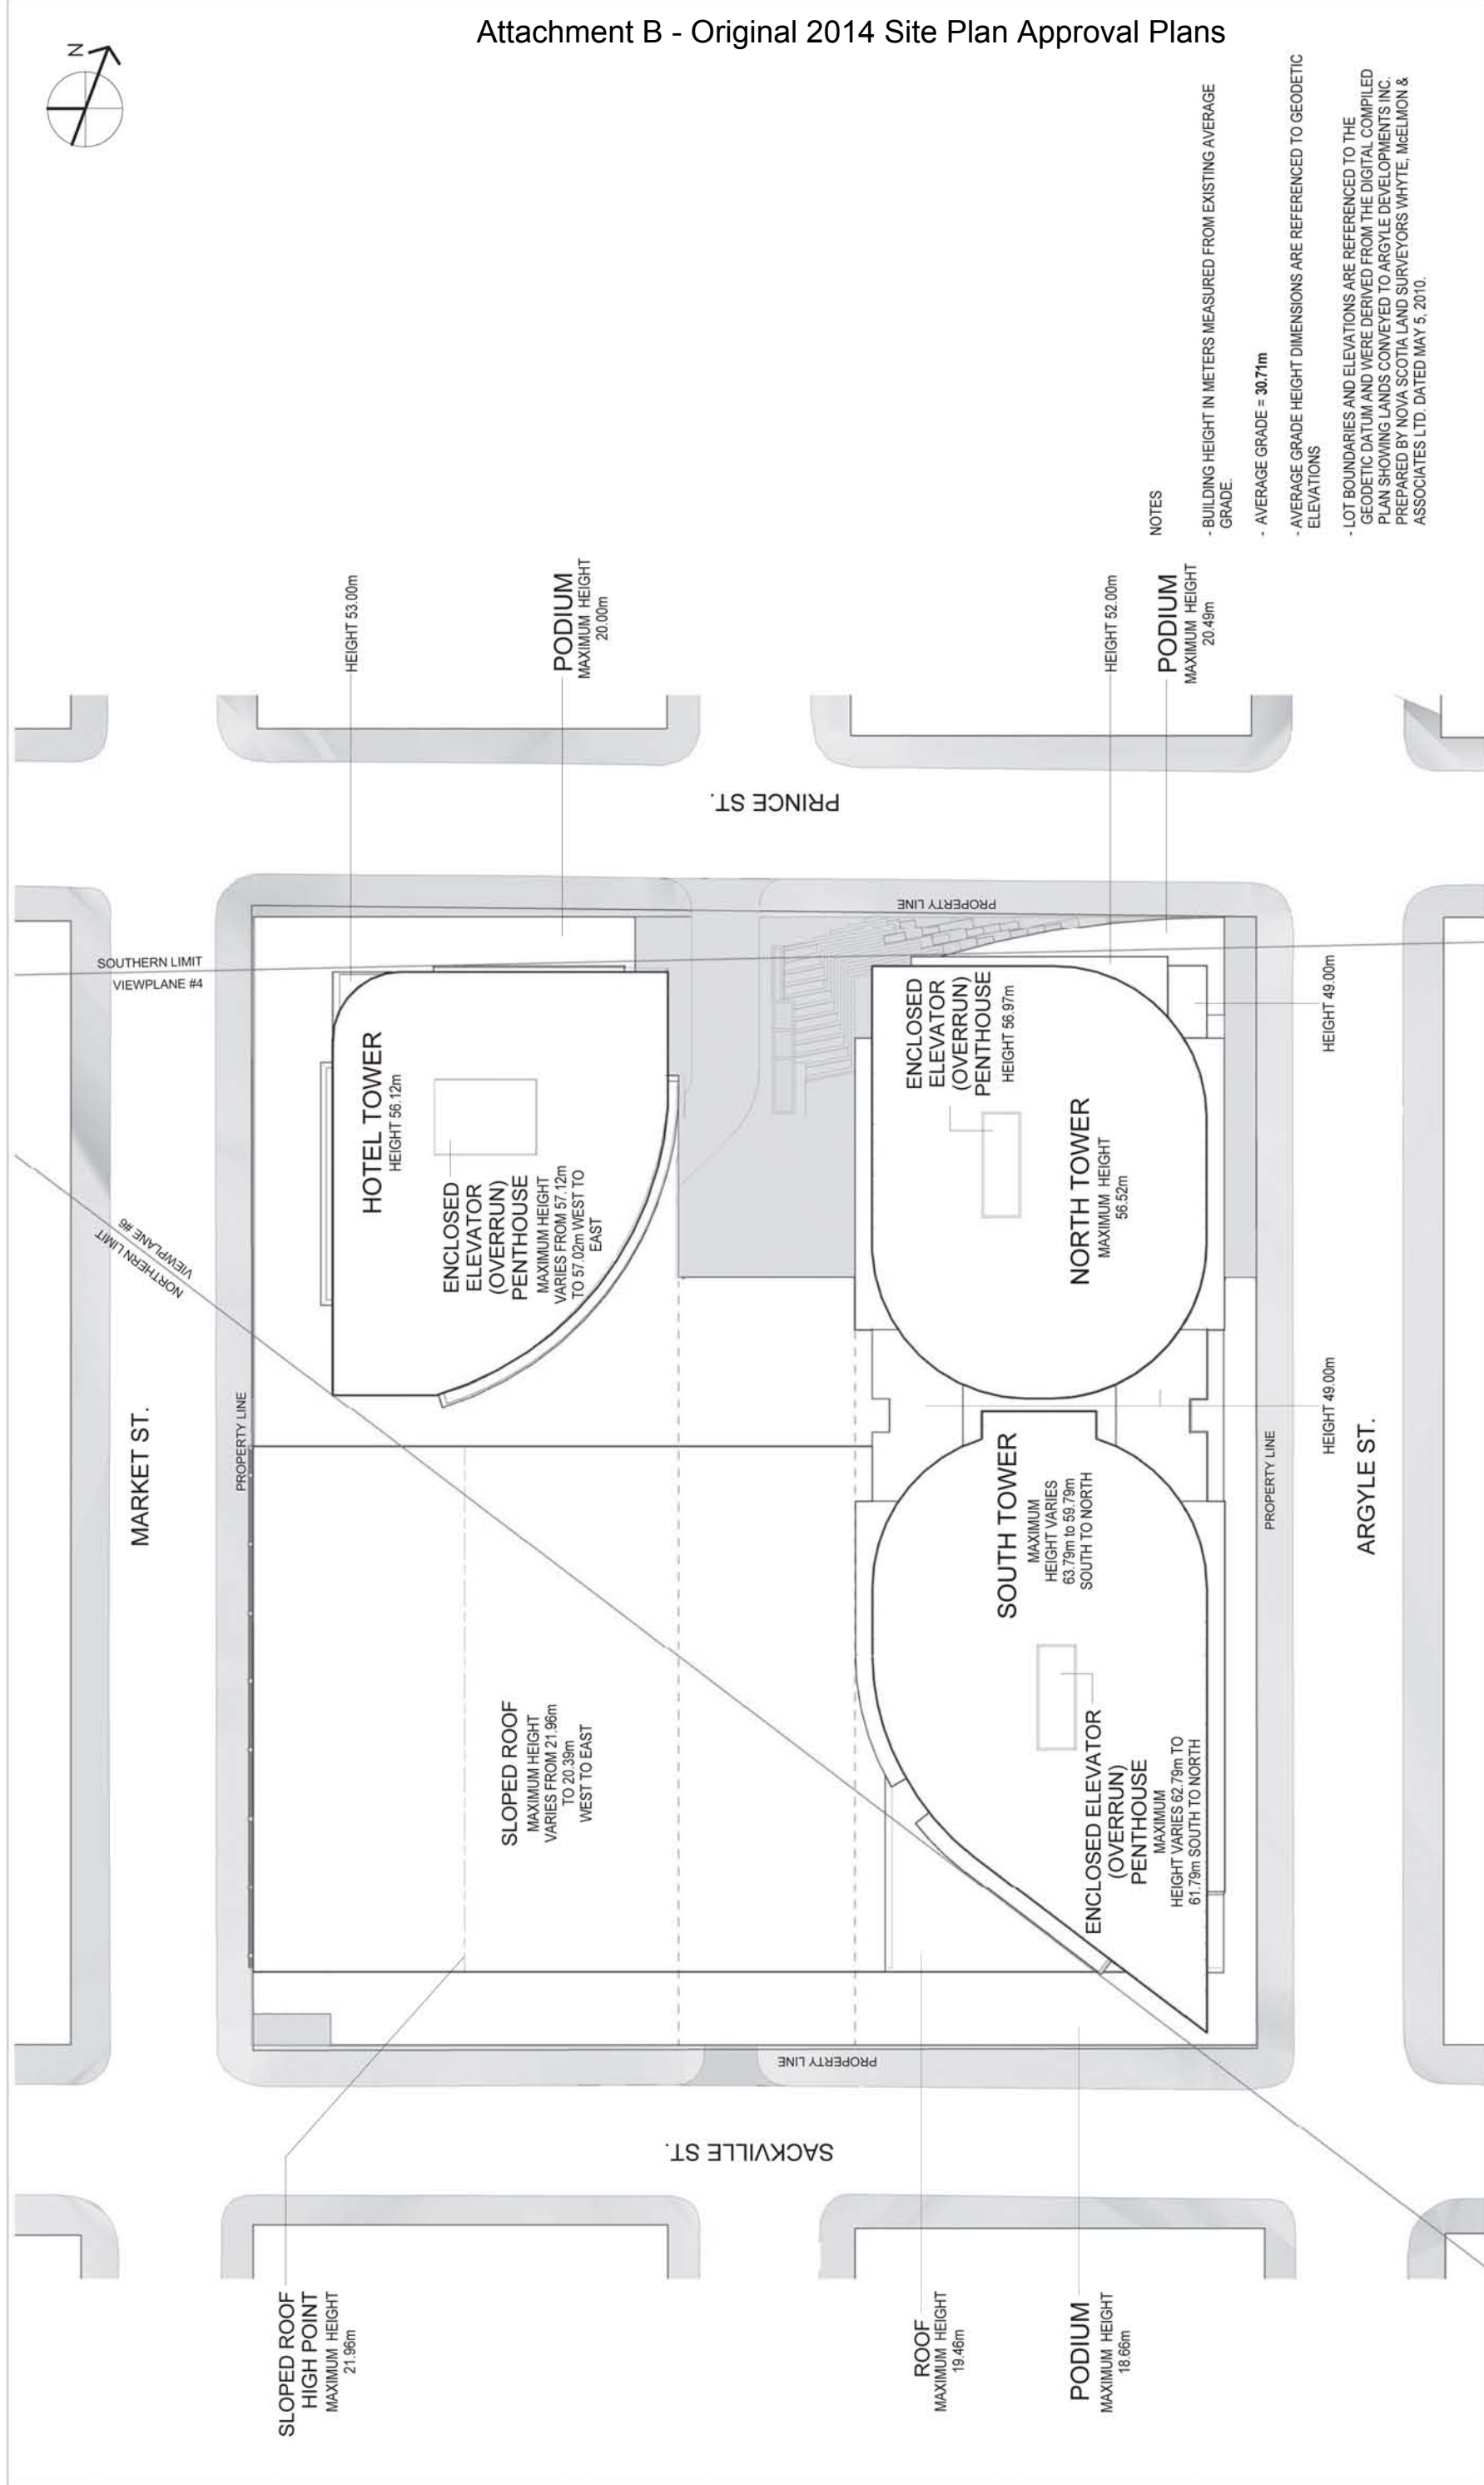 Attachment B - Original 2014 Site Plan Approval Plans
N
MARKET ST.
PROPERTY LINE
SOUTHERN LIMIT
VIEWPLANE #4
VIEWPLANE #6
NORTHERN LIMIT
HEIGHT 53.00m
PODIUM
MAXIMUM HEIGHT
20.00m
HOTEL TOWER
HEIGHT 56.12m
ENCLOSED
ELEVATOR
(OVERRUN)
PENTHOUSE
MAXIMUM HEIGHT
VARIES FROM 57.12m
TO 57.02m WEST TO
EAST
PRINCE ST.
PROPERTY LINE
HEIGHT 52.00m
PODIUM
MAXIMUM HEIGHT
20.49m
ENCLOSED
ELEVATOR
(OVERRUN)
PENTHOUSE
HEIGHT 56.97m
NORTH TOWER
MAXIMUM HEIGHT
56.52m
HEIGHT 49.00m
HEIGHT 49.00m
SOUTH TOWER
MAXIMUM
HEIGHT VARIES
63.79m to 59.79m
SOUTH TO NORTH
ENCLOSED ELEVATOR
(OVERRUN)
PENTHOUSE
MAXIMUM
HEIGHT VARIES 62.79m TO
61.79m SOUTH TO NORTH
PROPERTY LINE
ARGYLE ST.
SLOPED ROOF
MAXIMUM HEIGHT
VARIES FROM 21.96m
TO 20.39m
WEST TO EAST
PROPERTY LINE
SACKVILLE ST.
SLOPED ROOF
HIGH POINT
MAXIMUM HEIGHT
21.96m
ROOF
MAXIMUM HEIGHT
19.46m
PODIUM
MAXIMUM HEIGHT
18.66m
NOTES
- BUILDING HEIGHT IN METERS MEASURED FROM EXISTING AVERAGE
GRADE.
- AVERAGE GRADE = 30.71m
- AVERAGE GRADE HEIGHT DIMENSIONS ARE REFERENCED TO GEODETIC
ELEVATIONS
- LOT BOUNDARIES AND ELEVATIONS ARE REFERENCED TO THE
GEODETIC DATUM AND WERE DERIVED FROM THE DIGITAL COMPILED
PLAN SHOWING LANDS CONVEYED TO ARGYLE DEVELOPMENTS INC.
PREPARED BY NOVA SCOTIA LAND SURVEYORS WHYTE, McELMON &
ASSOCIATES LTD. DATED MAY 5, 2010.